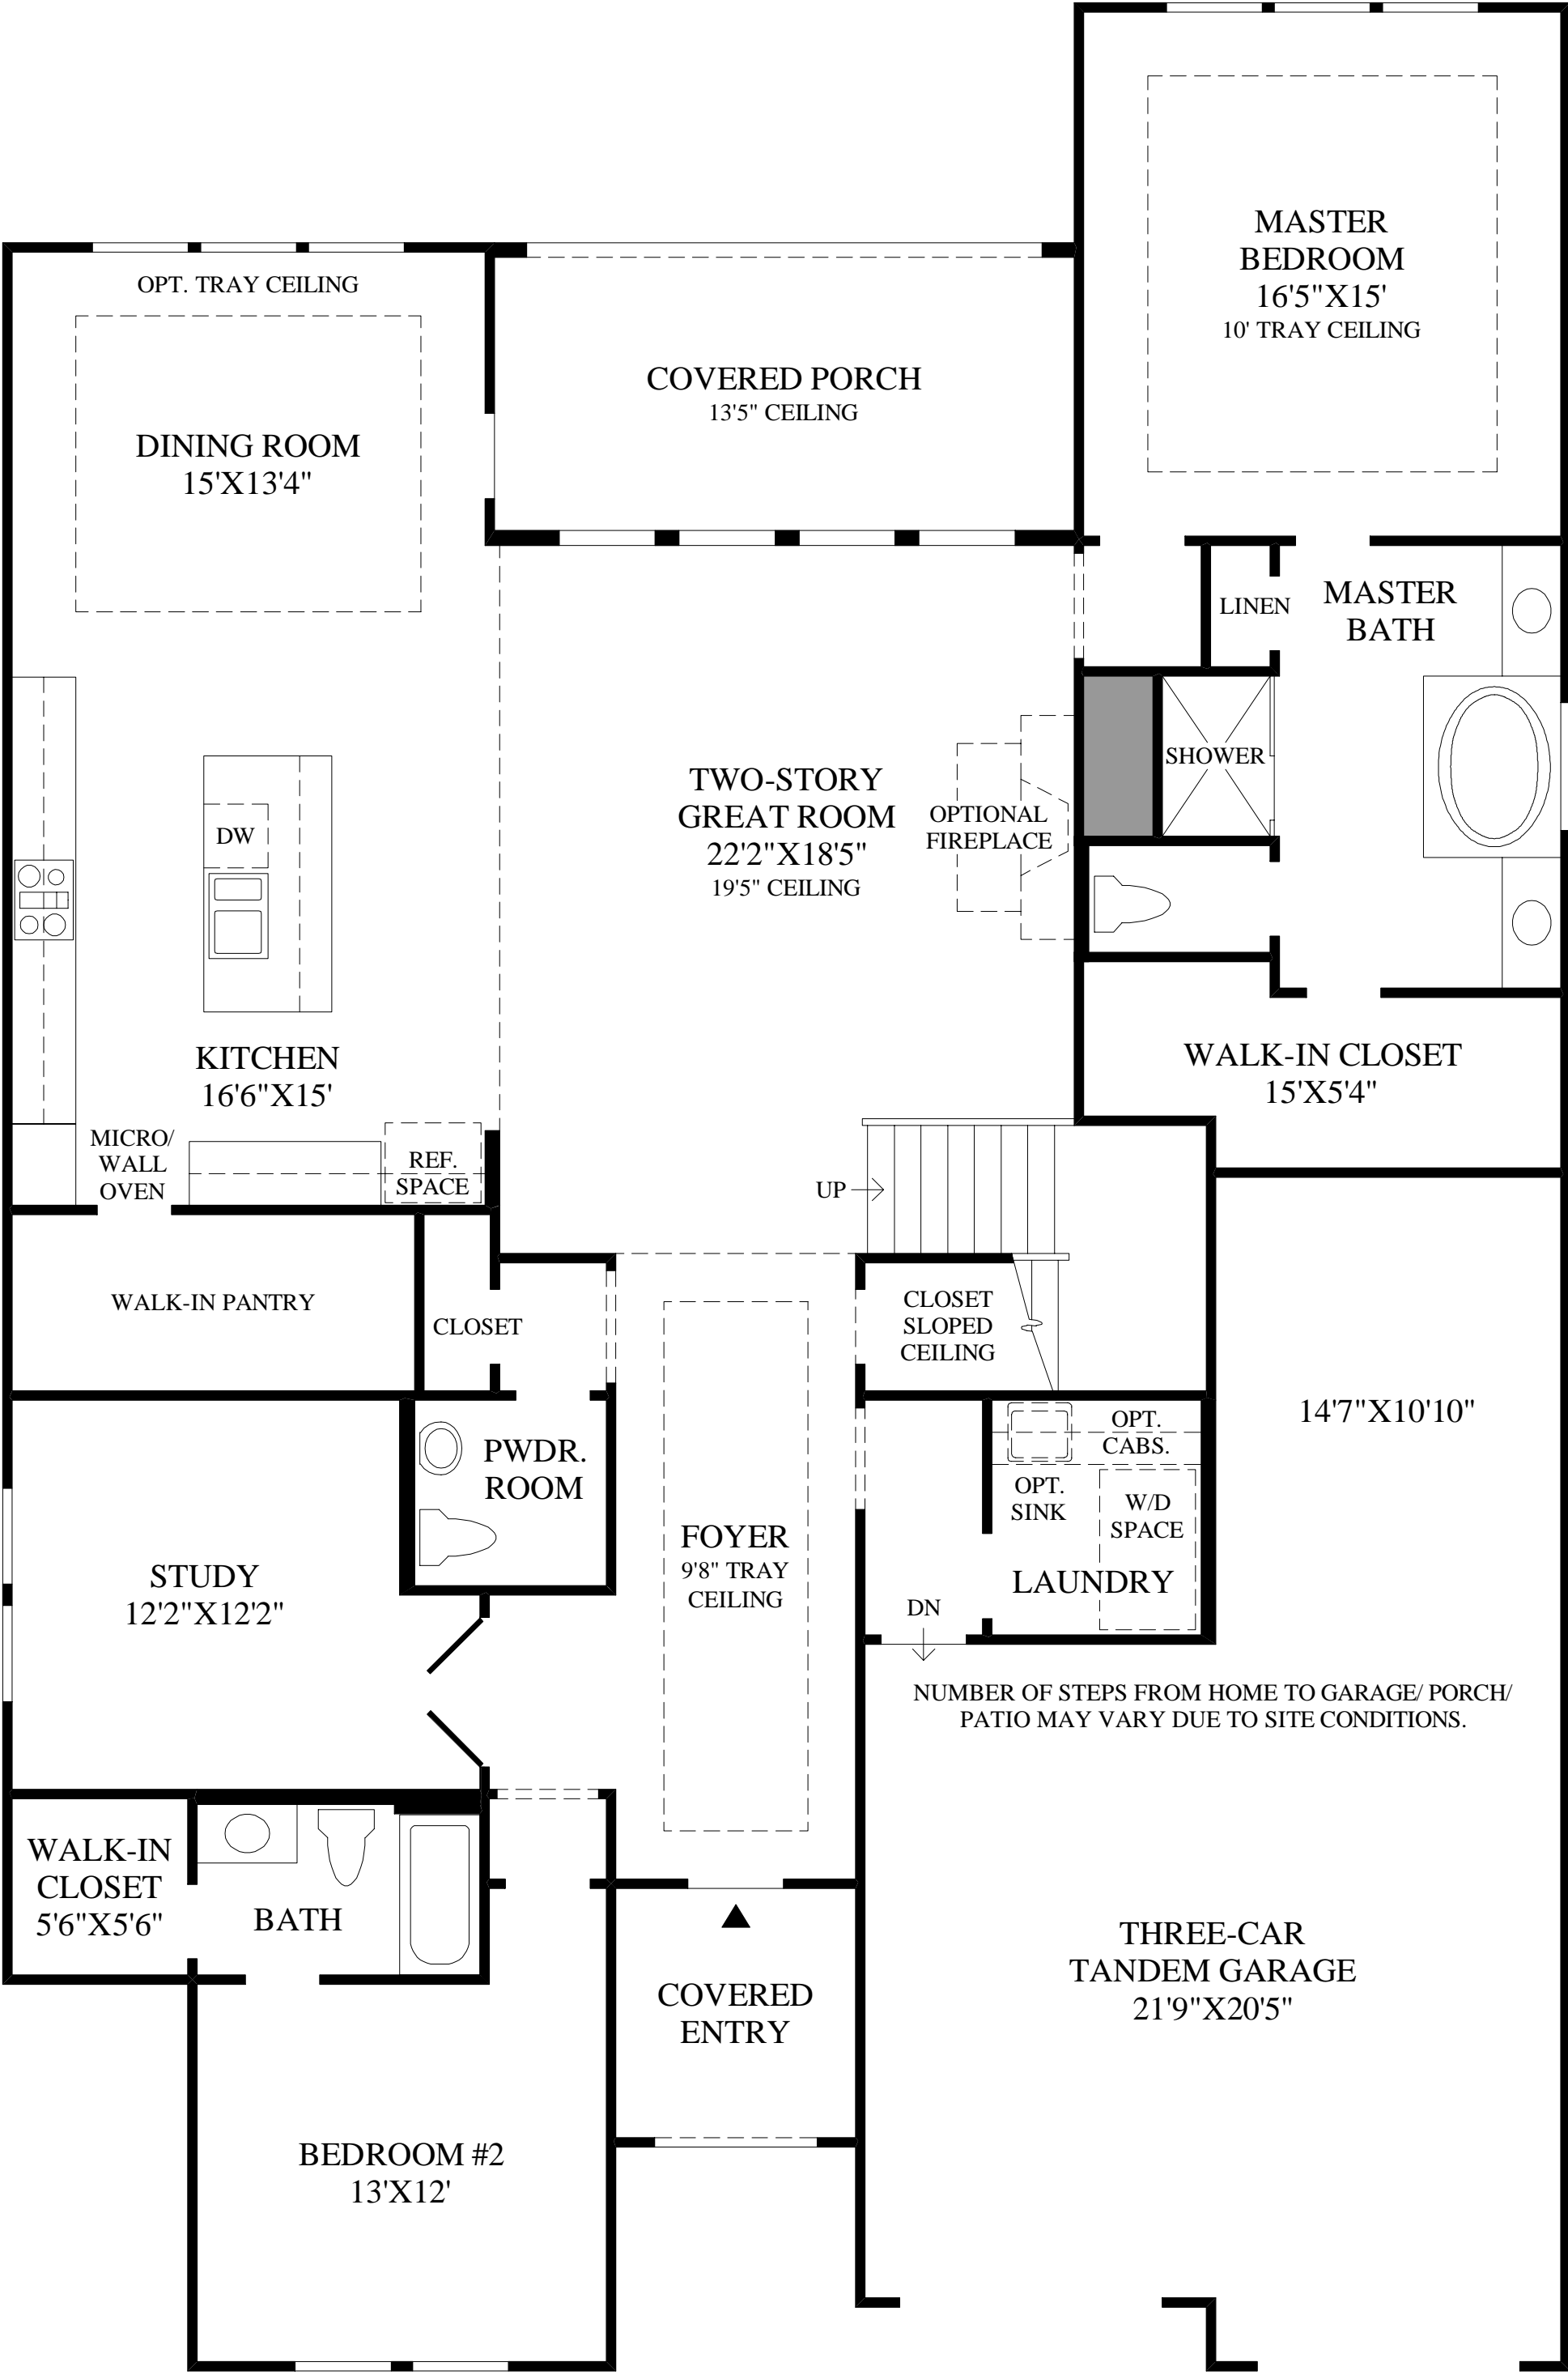 MASTER
BEDROOM
16'5"X15'
10' TRAY CEILING
OPT. TRAY CEILING
DINING ROOM
15'X13'4"
COVERED PORCH
13'5" CEILING
LINEN
MASTER
BATH
SHOWER
TWO-STORY
GREAT ROOM
22'2"X18'5"
19'5" CEILING
OPTIONAL
FIREPLACE
DW
KITCHEN
16'6"X15'
MICRO/
WALL
OVEN
REF.
SPACE
WALK-IN CLOSET
15'X5'4"
UP
WALK-IN PANTRY
CLOSET
CLOSET
SLOPED
CEILING
14'7"X10'10"
PWDR.
ROOM
OPT.
CABS.
OPT.
SINK
W/D
SPACE
LAUNDRY
FOYER
9'8" TRAY
CEILING
STUDY
12'2"X12'2"
DN
NUMBER OF STEPS FROM HOME TO GARAGE/ PORCH/
PATIO MAY VARY DUE TO SITE CONDITIONS.
WALK-IN
CLOSET
5'6"X5'6"
BATH
COVERED
ENTRY
THREE-CAR
TANDEM GARAGE
21'9"X20'5"
BEDROOM #2
13'X12'